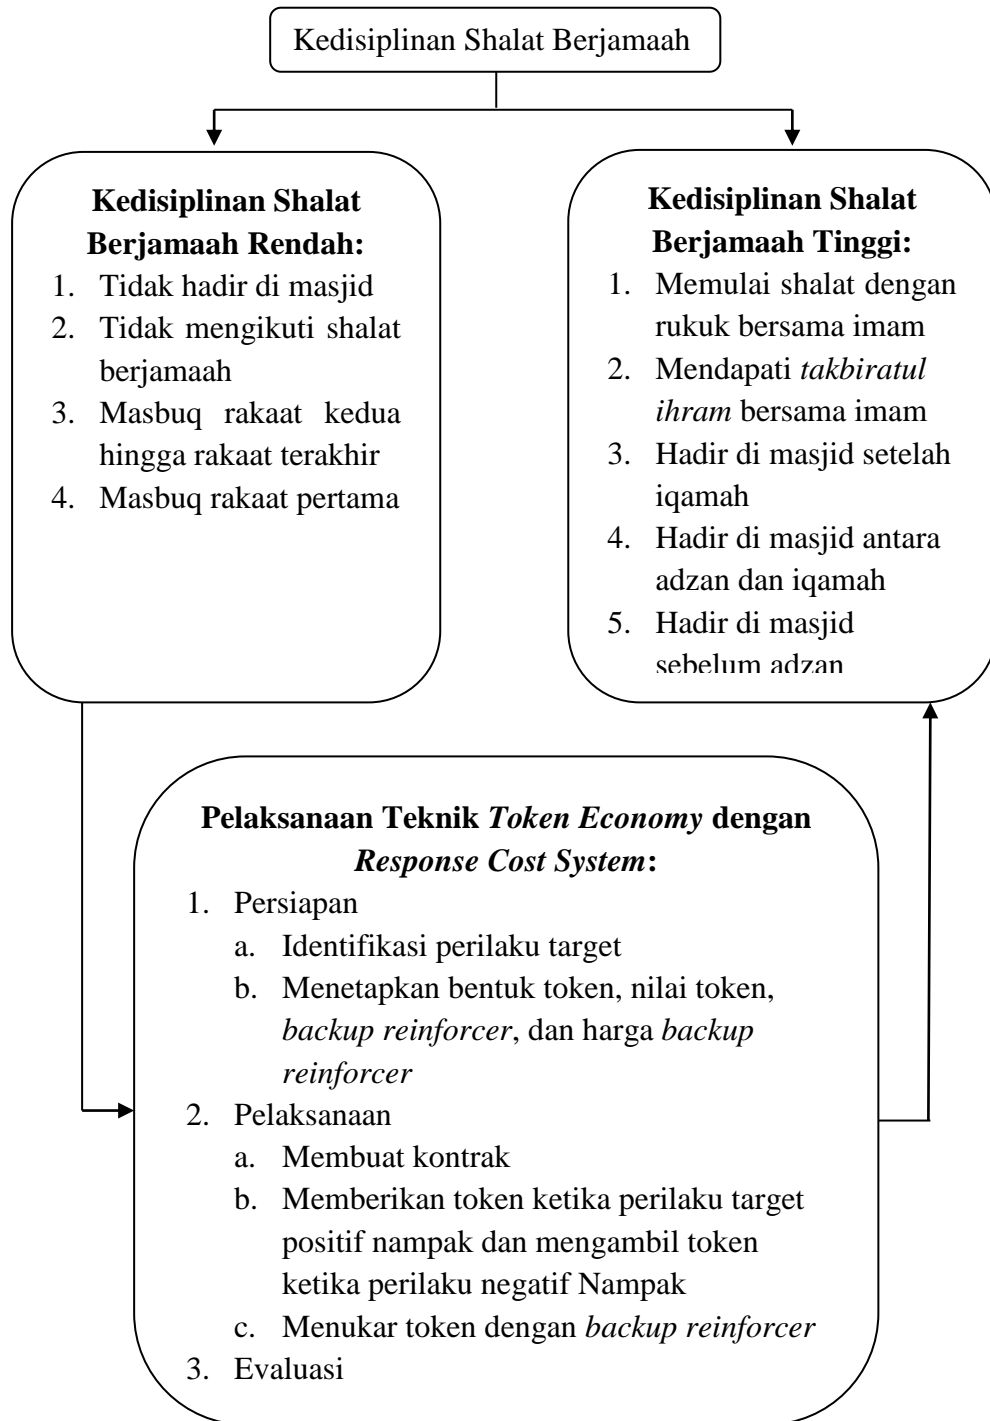 Kedisiplinan Shalat Berjamaah
Kedisiplinan Shalat
Berjamaah Rendah:
1. Tidak hadir di masjid
2. Tidak mengikuti shalat
berjamaah
3. Masbuq rakaat kedua
hingga rakaat terakhir
4. Masbuq rakaat pertama
Kedisiplinan Shalat
Berjamaah Tinggi:
1. Memulai shalat dengan
rukuk bersama imam
2. Mendapati takbiratul
ihram bersama imam
3. Hadir di masjid setelah
iqamah
4. Hadir di masjid antara
adzan dan iqamah
5. Hadir di masjid
sebelum adzan
Pelaksanaan Teknik Token Economy dengan
Response Cost System:
1. Persiapan
a. Identifikasi perilaku target
b. Menetapkan bentuk token, nilai token,
backup reinforcer, dan harga backup
reinforcer
2. Pelaksanaan
a. Membuat kontrak
b. Memberikan token ketika perilaku target
positif nampak dan mengambil token
ketika perilaku negatif Nampak
c. Menukar token dengan backup reinforcer
3. Evaluasi